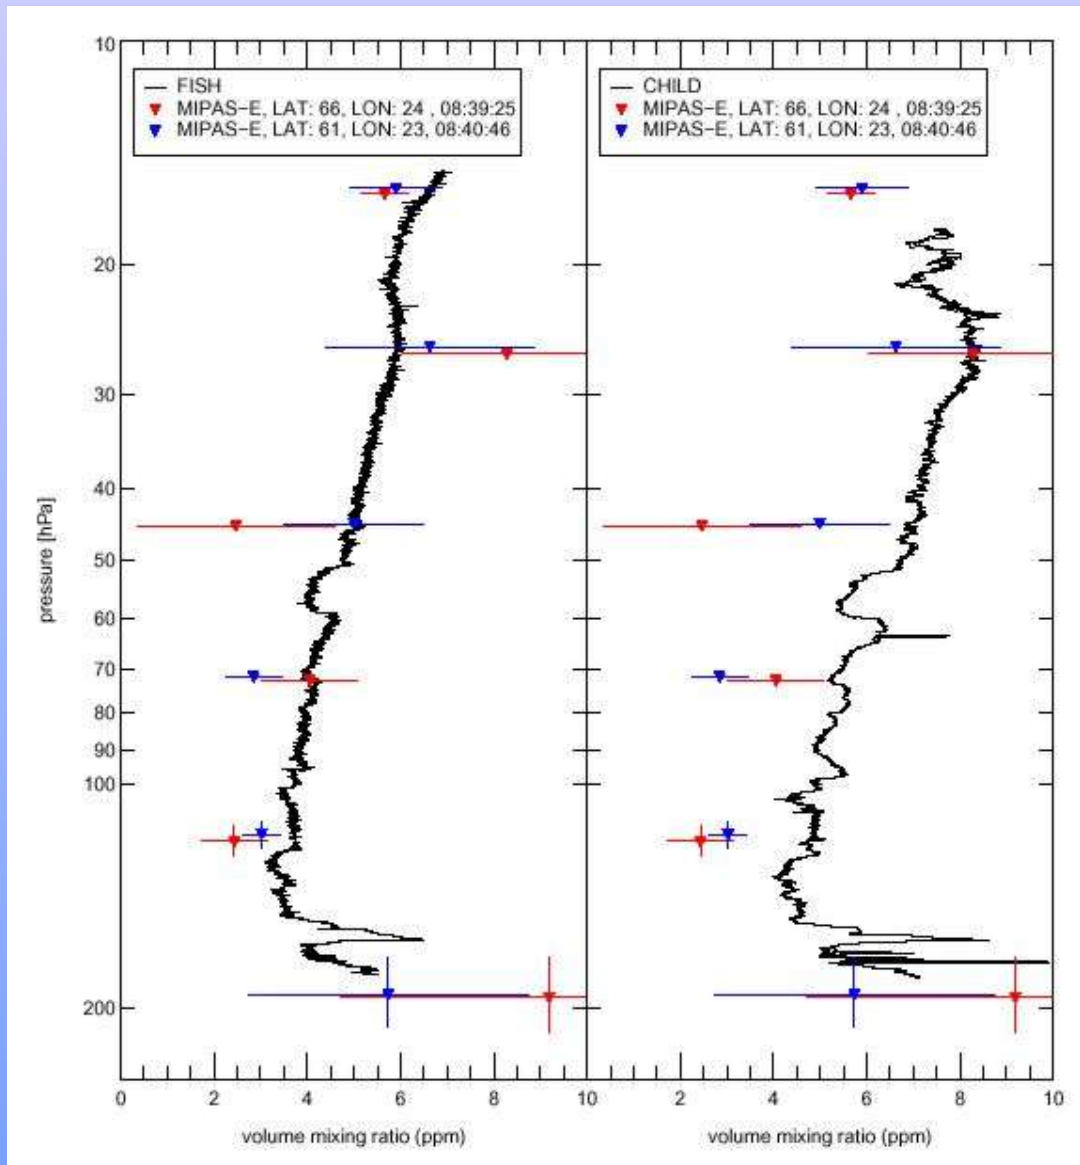 — FISH
MIPAS-E, LAT: 66, LON: 24 , 08:39:25
MIPAS-E, LAT: 61, LON: 23, 08:40:46
— CHILD
MIPAS-E, LAT: 66, LON: 24 , 08:39:25
MIPAS-E, LAT: 61, LON: 23, 08:40:46
pressure [hPa]
10
20
30
40
50
60
70
80
90
100
200
0 2 4 6 8 10
2 4 6 8 10
volume mixing ratio (ppm)
volume mixing ratio (ppm)